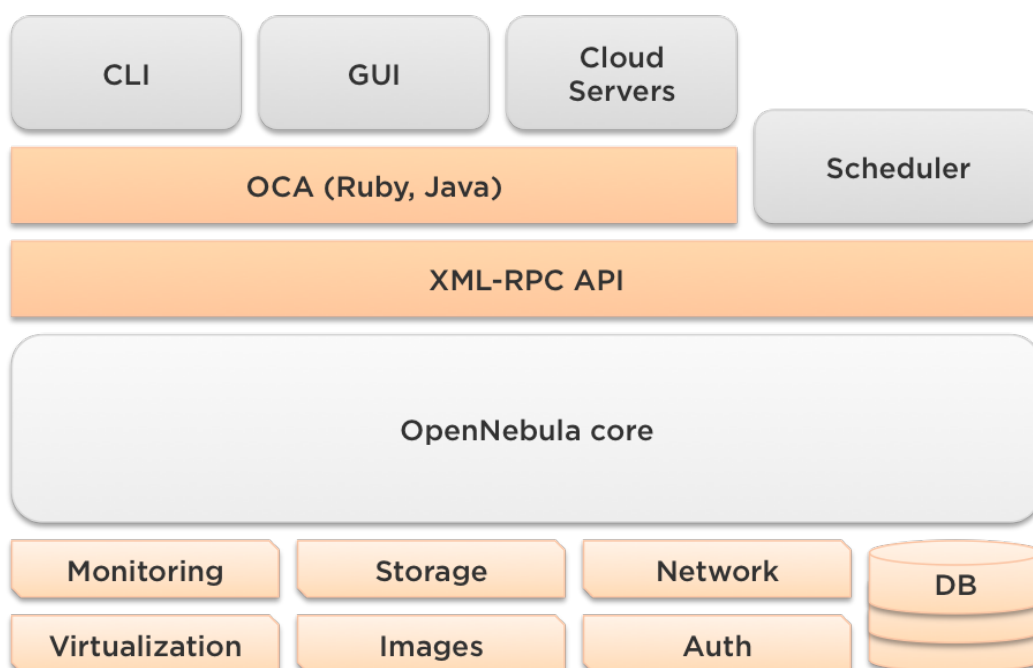 CLI
GUI
Cloud
Servers
Scheduler
OCA (Ruby, Java)
XML-RPC API
OpenNebula core
Monitoring
Storage
Network
DB
Virtualization
Images
Auth